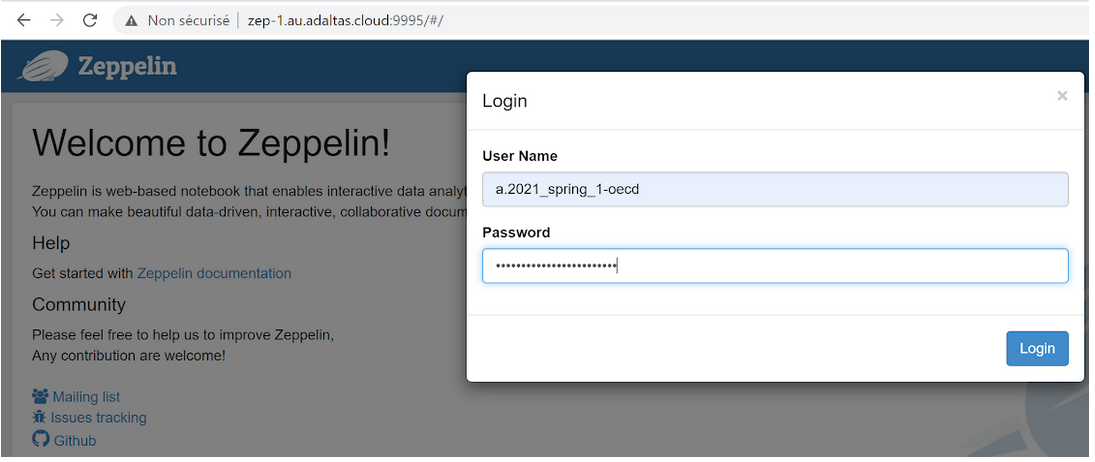 Non sécurisé | zep-1.au.adaltas.cloud:9995/#/
Zeppelin
Login ×
Welcome to Zeppelin!
User Name
Zeppelin is web-based notebook that enables interactive data analyt
a.2021_spring_1-oecd
You can make beautiful data-driven, interactive, collaborative docum
Password
Help
••••••••••••••••••••••••
Get started with Zeppelin documentation
Community
Please feel free to help us to improve Zeppelin,
Any contribution are welcome!
Login
Mailing list
Issues tracking
Github